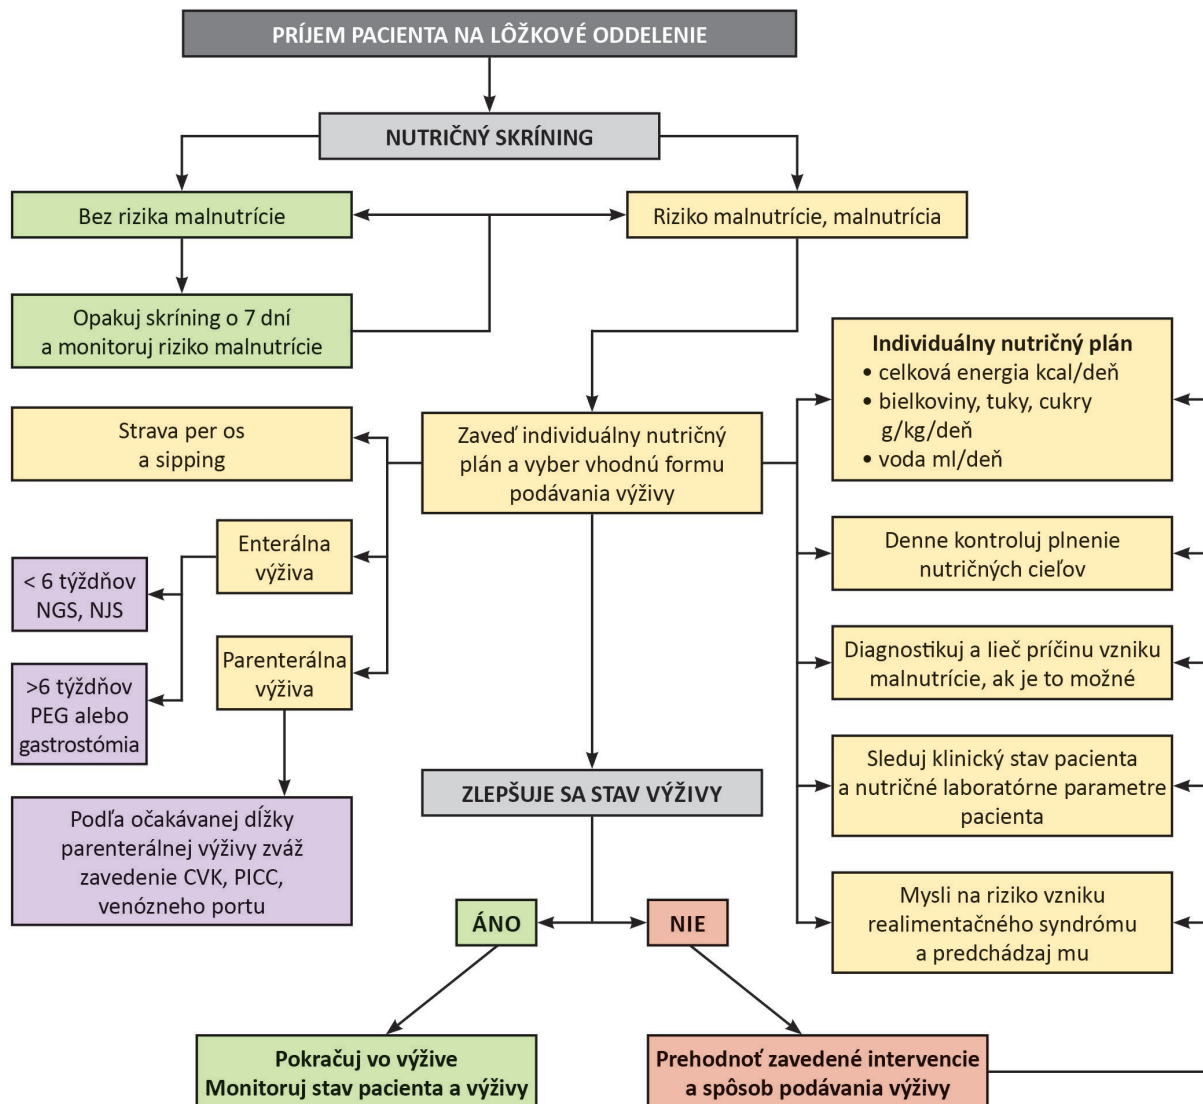 PRÍJEM PACIENTA NA LÔŽKOVÉ ODDELENIE
NUTRIČNÝ SKRÍNING
Bez rizika malnutrície
Riziko malnutrície, malnutrícia
Opakuj skríning o 7 dní
a monitoruj riziko malnutrície
Individuálny nutričný plán
• celková energia kcal/deň
• bielkoviny, tuky, cukry
g/kg/deň
• voda ml/deň
Strava per os
a sipping
Zaveď individuálny nutričný
plán a vyber vhodnú formu
podávania výživy
Enterálna
výživa
Denne kontroluj plnenie
nutričných cieľov
< 6 týždňov
NGS, NJS
Parenterálna
výživa
Diagnostikuj a lieč príčinu vzniku
malnutrície, ak je to možné
>6 týždňov
PEG alebo
gastrostómia
Sleduj klinický stav pacienta
a nutričné laboratórne parametre
pacienta
ZLEPŠUJE SA STAV VÝŽIVY
Podľa očakávanej dĺžky
parenterálnej výživy zváž
zavedenie CVK, PICC,
venózneho portu
Mysli na riziko vzniku
realimentačného syndrómu
a predchádzaj mu
ÁNO
NIE
Pokračuj vo výžive
Monitoruj stav pacienta a výživy
Prehodnoť zavedené intervencie
a spôsob podávania výživy